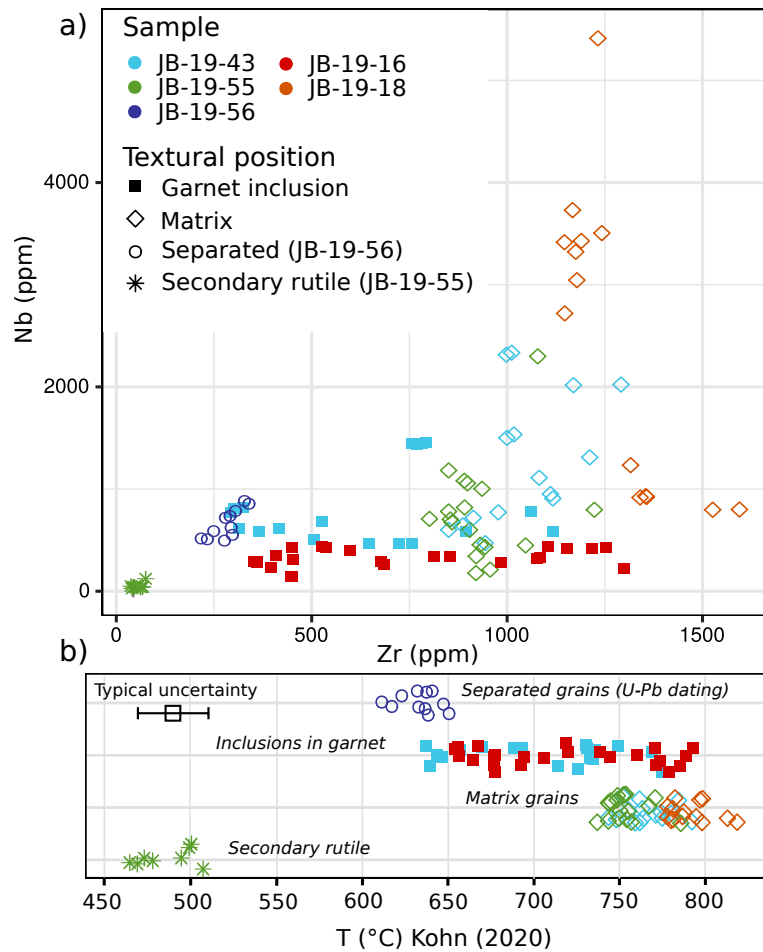 a)
Sample
JB-19-43
JB-19-16
JB-19-55
JB-19-18
JB-19-56
Textural position
Garnet inclusion
Matrix
Separated (JB-19-56)
Secondary rutile (JB-19-55)
Nb (ppm)
4000
2000
0
0
500
1000
1500
Zr (ppm)
b)
Typical uncertainty
Separated grains (U-Pb dating)
Inclusions in garnet
Matrix grains
Secondary rutile
450
500
550
600
650
700
750
800
T (°C) Kohn (2020)